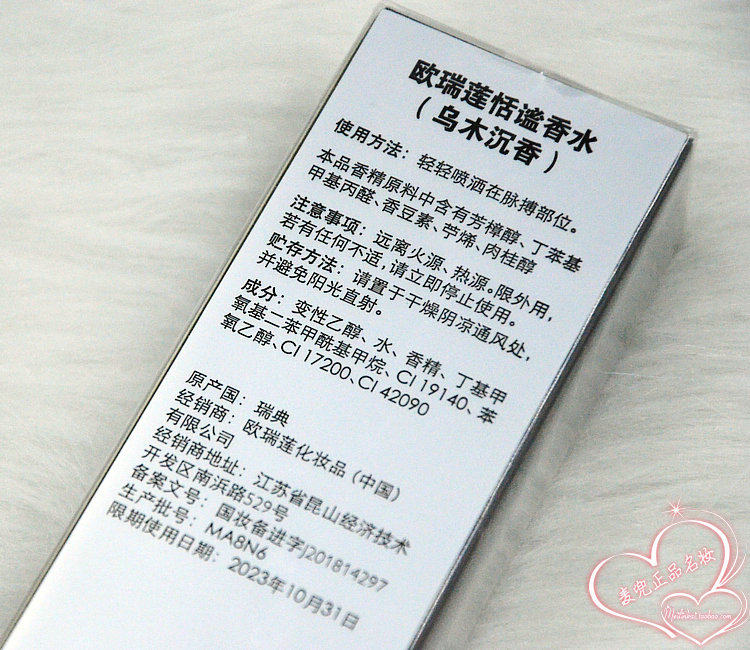 欧瑞莲恬谧香水
（乌木沉香）
使用方法：轻轻喷洒在脉搏部位。
本品香精原料中含有芳樟醇、丁苯基
甲基丙醛、香豆素、苧烯、肉桂醇
注意事项：远离火源、热源。限外用，
若有任何不适，请立即停止使用。
贮存方法：请置于干燥阴凉通风处，
并避免阳光直射。
成分：变性乙醇、水、香精、丁基甲
氧基二苯甲酰基甲烷、CI 19140、苯
氧乙醇、CI 17200、CI 42090
原产国：瑞典
经销商：欧瑞莲化妆品（中国）
有限公司
经销商地址：江苏省昆山经济技术
开发区南浜路529号
备案文号：国妆备进字J201814297
生产批号：MA8N6
限期使用日期：2023年10月31日
麦兜正品名妆